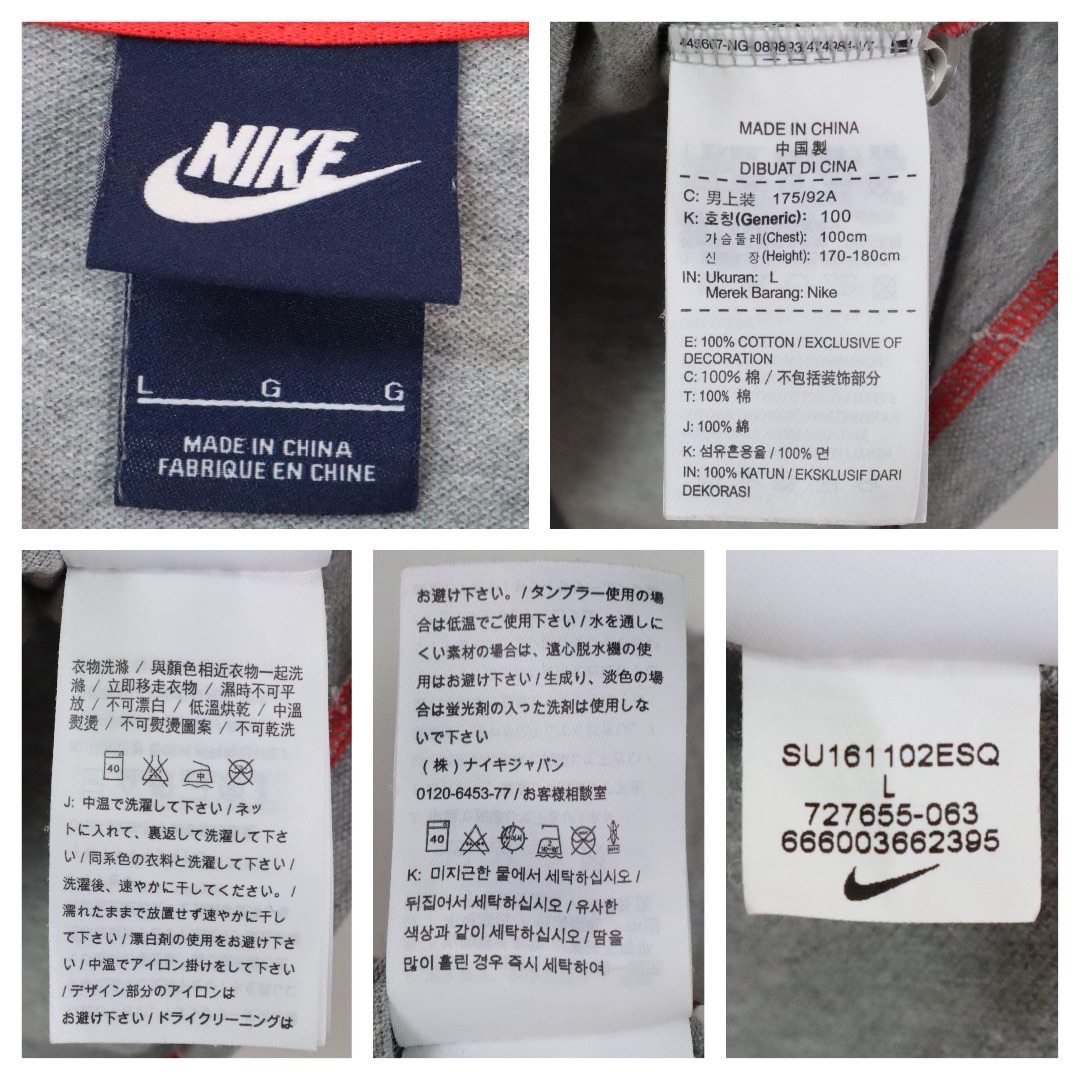 NIKE
L G G
MADE IN CHINA
FABRIQUE EN CHINE
MADE IN CHINA
中国製
DIBUAT DI CINA
C: 男上装 175/92A
K: 호칭(Generic): 100
가슴둘레(Chest): 100cm
신 장(Height): 170-180cm
IN: Ukuran: L
Merek Barang: Nike
E: 100% COTTON / EXCLUSIVE OF
DECORATION
C: 100% 棉 / 不包括装饰部分
T: 100% 棉
J: 100% 綿
K: 섬유혼용율 / 100% 면
IN: 100% KATUN / EKSKLUSIF DARI
DEKORASI
衣物洗滌 / 與顏色相近衣物一起洗
滌 / 立即移走衣物 / 濕時不可平
放 / 不可漂白 / 低溫烘乾 / 中溫
熨燙 / 不可熨燙圖案 / 不可乾洗
40 中
J: 中温で洗濯して下さい / ネッ
トに入れて、裏返して洗濯して下さ
い / 同系色の衣料と洗濯して下さい /
洗濯後、速やかに干してください。 /
濡れたままで放置せず速やかに干し
て下さい / 漂白剤の使用をお避け下さ
い / 中温でアイロン掛けをして下さい
/ デザイン部分のアイロンは
お避け下さい / ドライクリーニングは
お避け下さい。 / タンブラー使用の場
合は低温でご使用下さい / 水を通しに
くい素材の場合は、遠心脱水機の使
用はお避け下さい / 生成り、淡色の場
合は蛍光剤の入った洗剤は使用しな
いで下さい
(株) ナイキジャパン
0120-6453-77 / お客様相談室
40
K: 미지근한 물에서 세탁하십시오 /
뒤집어서 세탁하십시오 / 유사한
색상과 같이 세탁하십시오 / 땀을
많이 흘린 경우 즉시 세탁하여
SU161102ESQ
L
727655-063
666003662395